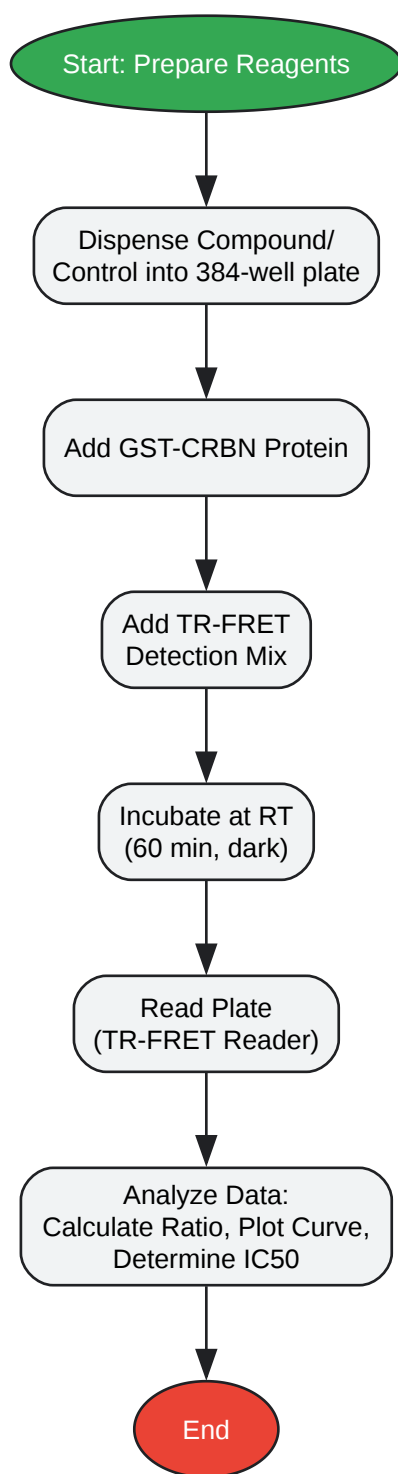 Start: Prepare Reagents
Dispense Compound/
Control into 384-well plate
Add GST-CRBN Protein
Add TR-FRET
Detection Mix
Incubate at RT
(60 min, dark)
Read Plate
(TR-FRET Reader)
Analyze Data:
Calculate Ratio, Plot Curve,
Determine IC50
End